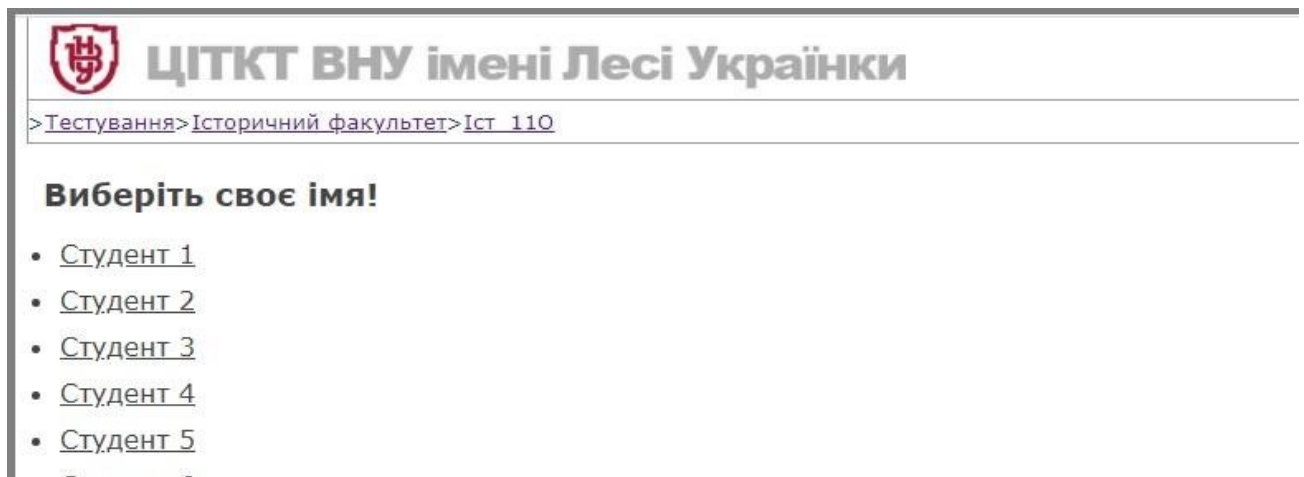 ЦІТКТ ВНУ імені Лесі Українки
>Тестування>Історичний факультет>Іст_11О
Виберіть своє імя!
• Студент 1
• Студент 2
• Студент 3
• Студент 4
• Студент 5